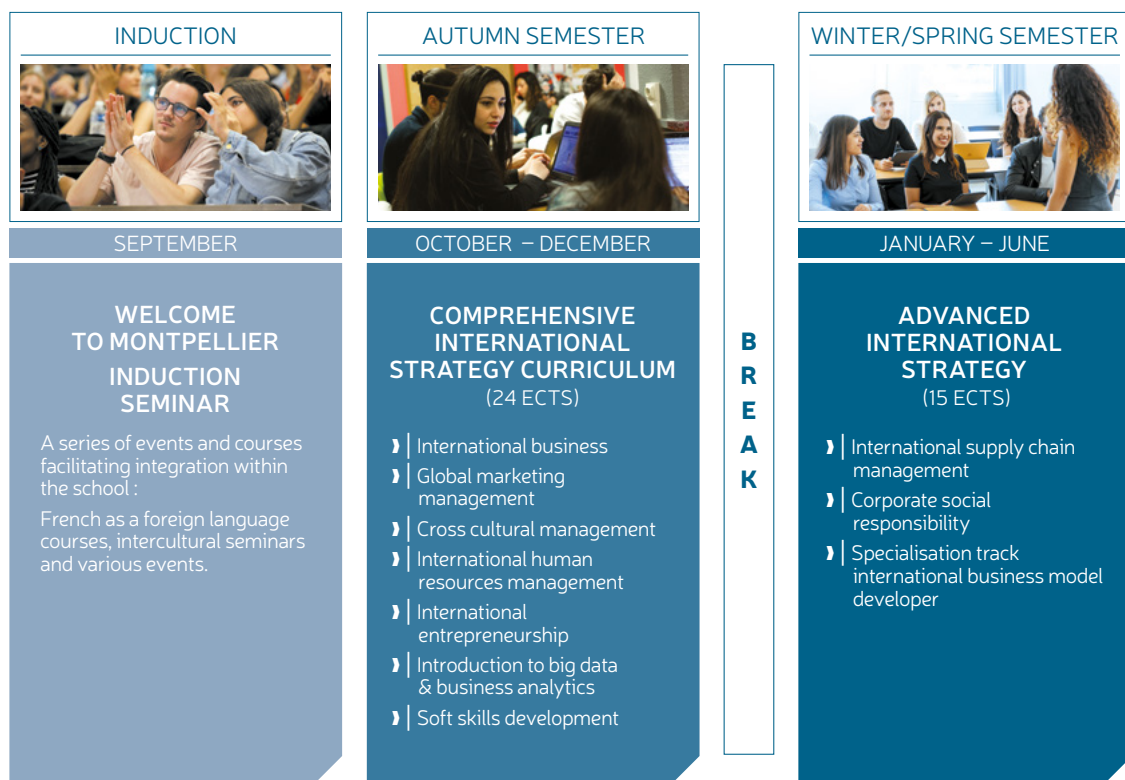 INDUCTION
SEPTEMBER
WELCOME
TO MONTPELLIER
INDUCTION
SEMINAR
A series of events and courses
facilitating integration within
the school :
French as a foreign language
courses, intercultural seminars
and various events.
AUTUMN SEMESTER
OCTOBER – DECEMBER
COMPREHENSIVE
INTERNATIONAL
STRATEGY CURRICULUM
(24 ECTS)
International business
Global marketing
management
Cross cultural management
International human
resources management
International
entrepreneurship
Introduction to big data
& business analytics
Soft skills development
BREAK
WINTER/SPRING SEMESTER
JANUARY – JUNE
ADVANCED
INTERNATIONAL
STRATEGY
(15 ECTS)
International supply chain
management
Corporate social
responsibility
Specialisation track
international business model
developer